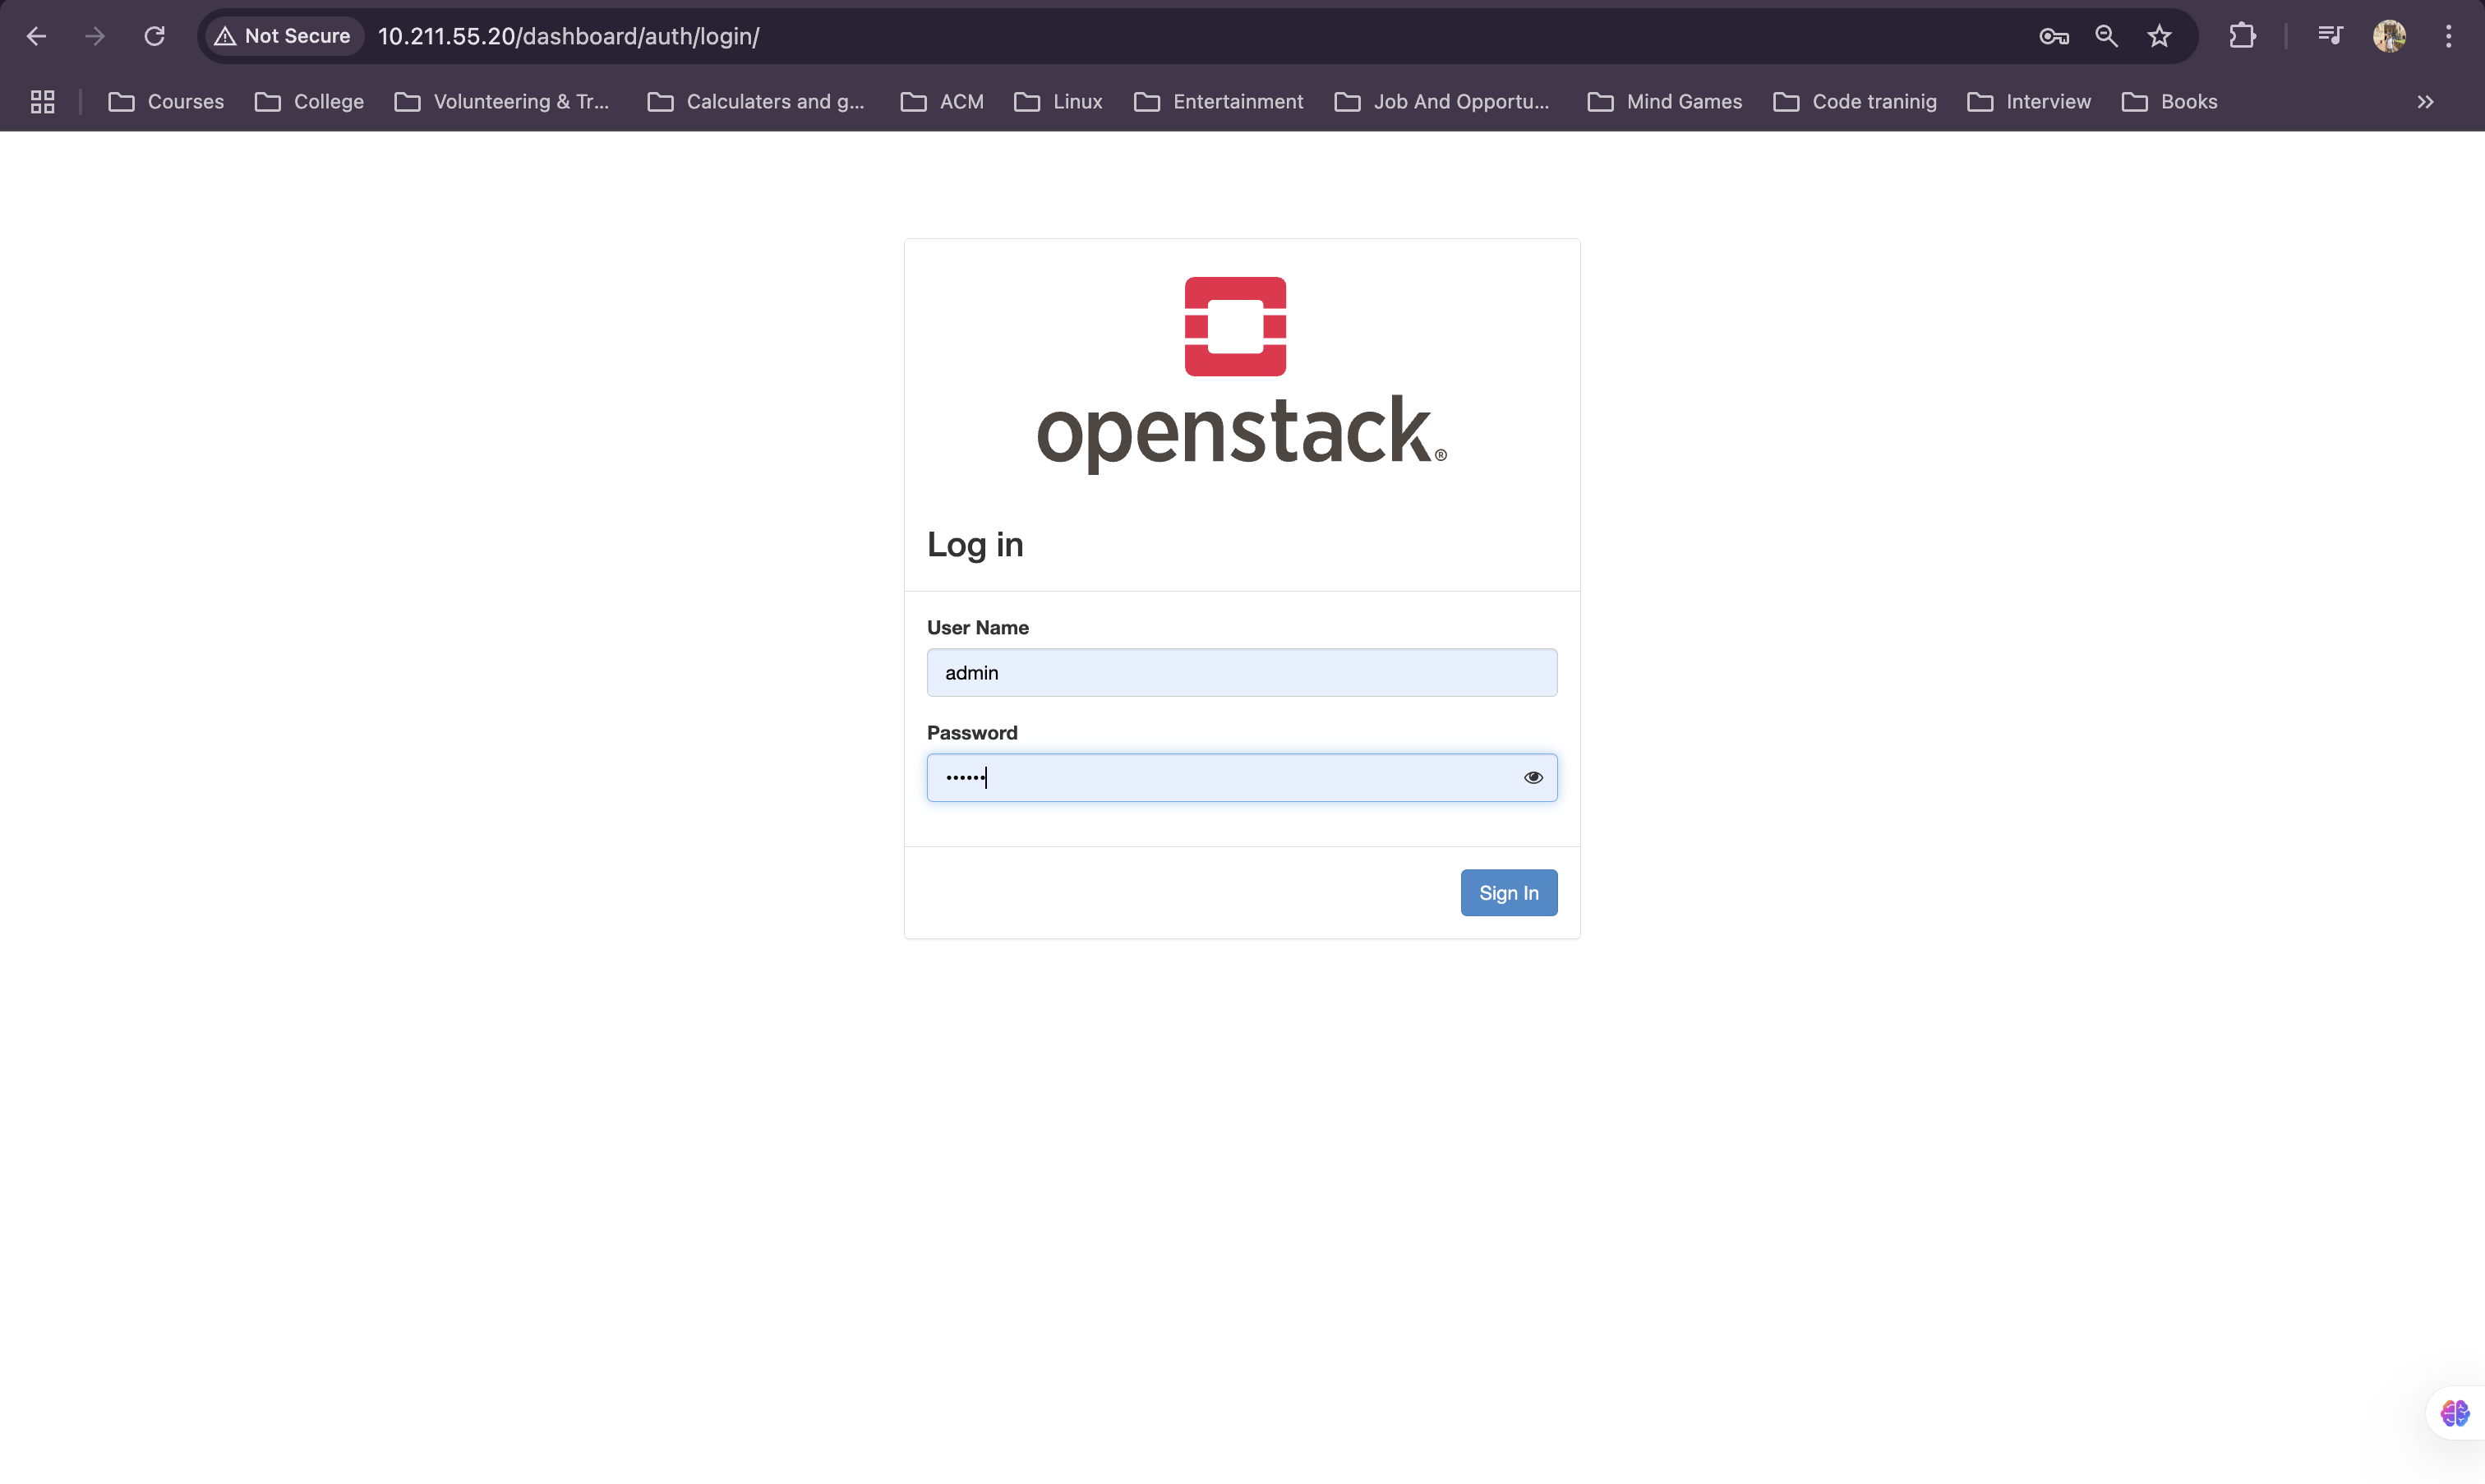 Not Secure 10.211.55.20/dashboard/auth/login/
Courses College Volunteering & Tr... Calculaters and g... ACM Linux Entertainment Job And Opportu... Mind Games Code traninig Interview Books
openstack®
Log in
User Name
admin
Password
••••••
Sign In